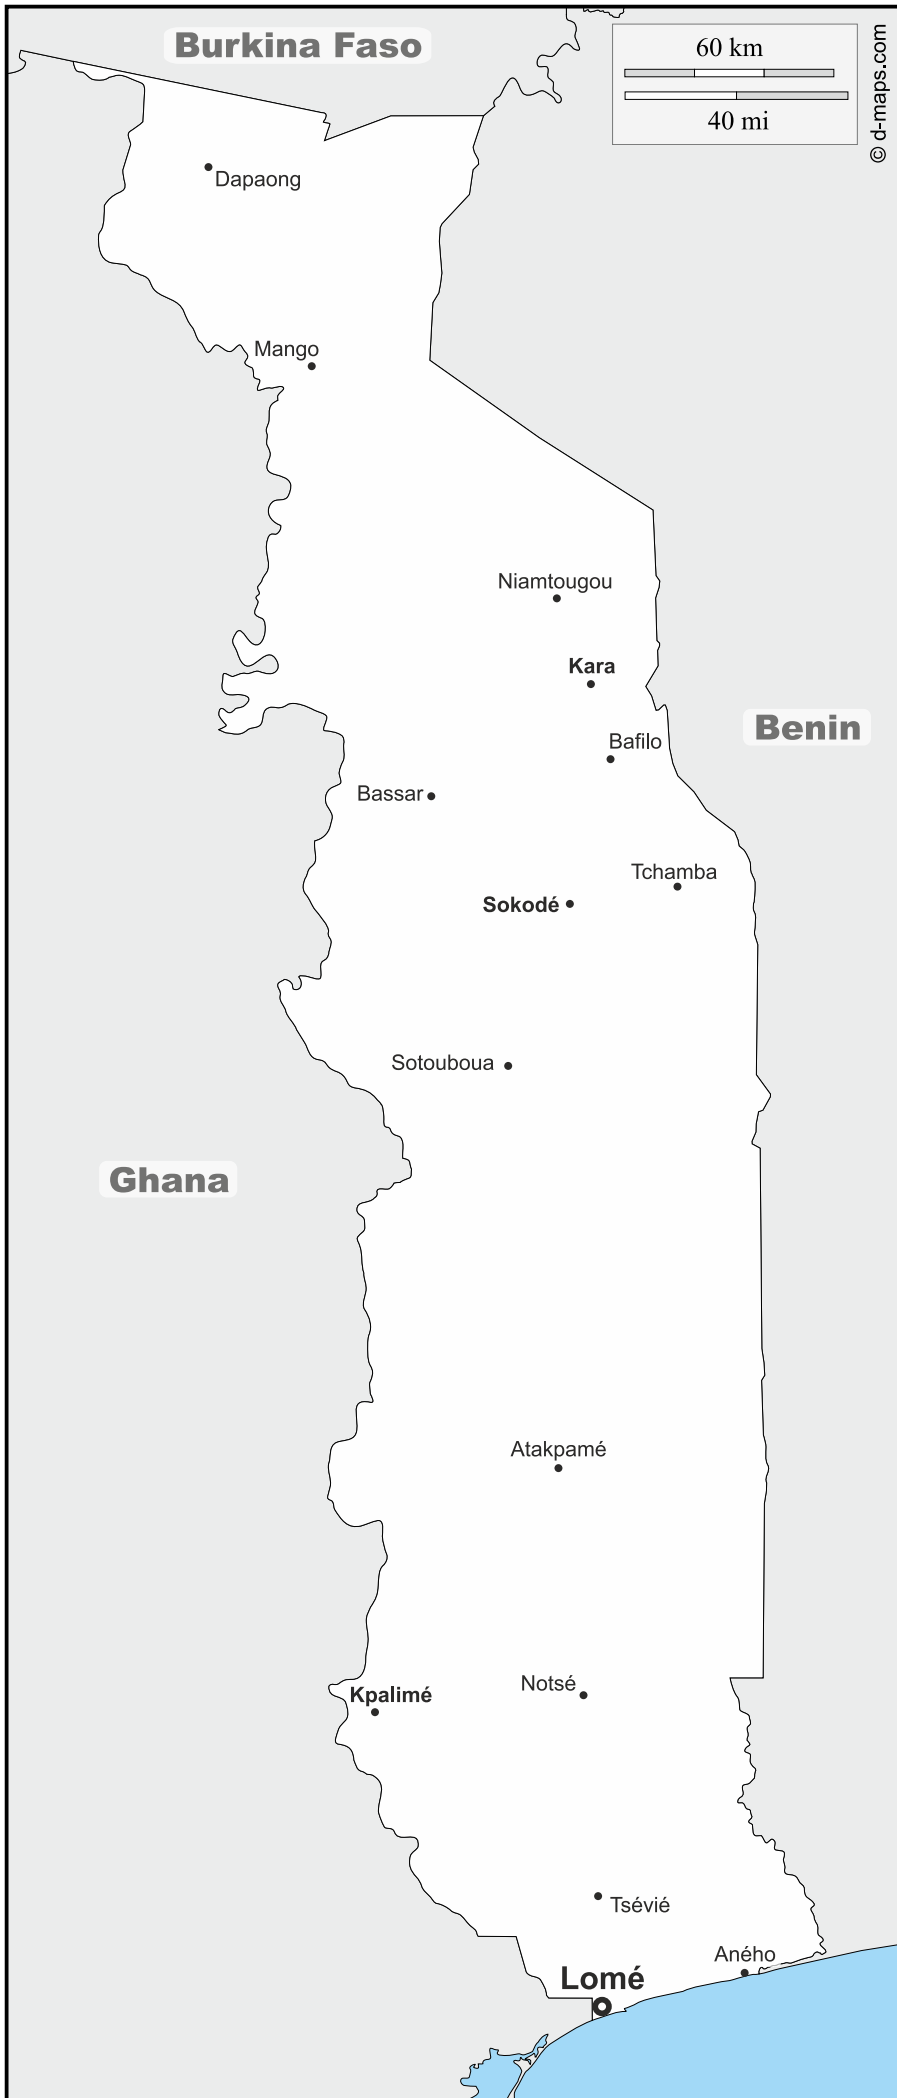 Burkina Faso
60 km
40 mi
© d-maps.com
Dapaong
Mango
Niamtougou
Kara
Benin
Bafilo
Bassar
Tchamba
Sokodé
Sotouboua
Ghana
Atakpamé
Notsé
Kpalimé
Tsévié
Aného
Lomé